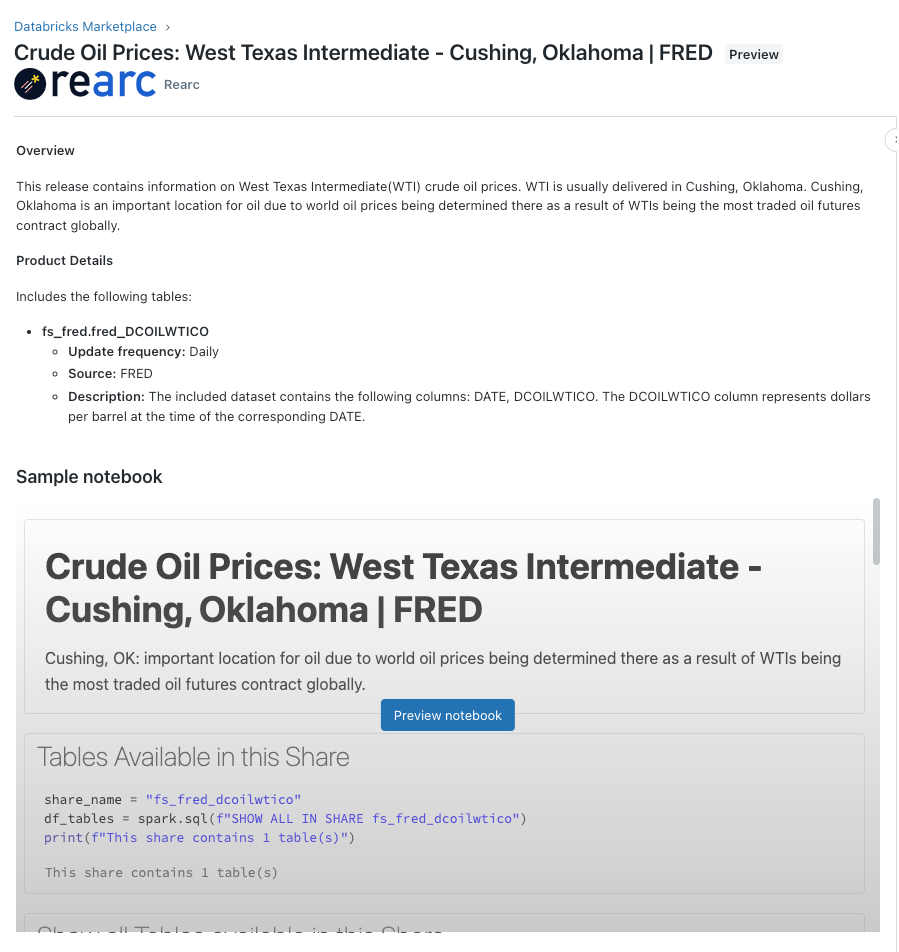 Databricks Marketplace ›
Crude Oil Prices: West Texas Intermediate - Cushing, Oklahoma | FRED Preview
rearc Rearc
Overview
This release contains information on West Texas Intermediate(WTI) crude oil prices. WTI is usually delivered in Cushing, Oklahoma. Cushing,
Oklahoma is an important location for oil due to world oil prices being determined there as a result of WTIs being the most traded oil futures
contract globally.
Product Details
Includes the following tables:
• fs_fred.fred_DCOILWTICO
◦ Update frequency: Daily
◦ Source: FRED
◦ Description: The included dataset contains the following columns: DATE, DCOILWTICO. The DCOILWTICO column represents dollars
per barrel at the time of the corresponding DATE.
Sample notebook
Crude Oil Prices: West Texas Intermediate -
Cushing, Oklahoma | FRED
Cushing, OK: important location for oil due to world oil prices being determined there as a result of WTIs being
the most traded oil futures contract globally.
Preview notebook
Tables Available in this Share
share_name = "fs_fred_dcoilwtico"
df_tables = spark.sql(f"SHOW ALL IN SHARE fs_fred_dcoilwtico")
print(f"This share contains 1 table(s)")
This share contains 1 table(s)
Show all Tables available in this Share